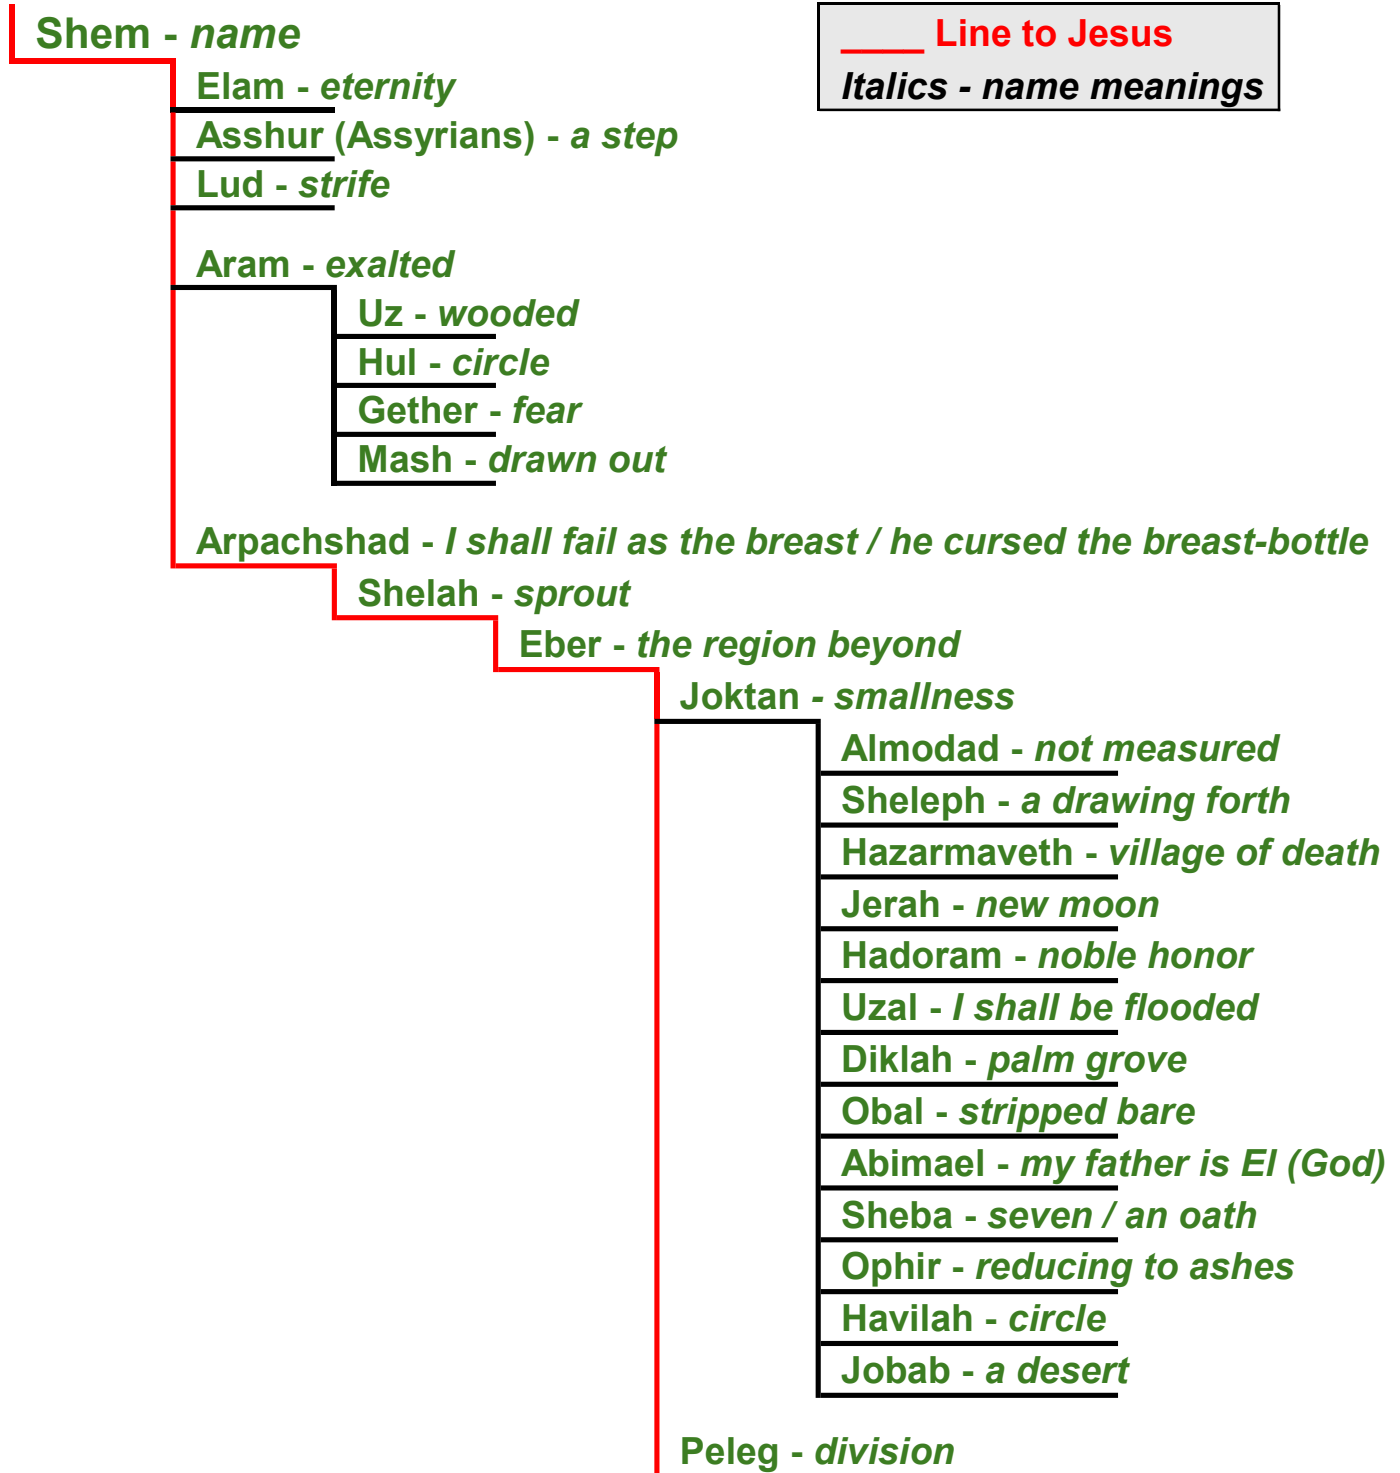 Shem - name
____ Line to Jesus
Italics - name meanings
Elam - eternity
Asshur (Assyrians) - a step
Lud - strife
Aram - exalted
Uz - wooded
Hul - circle
Gether - fear
Mash - drawn out
Arpachshad - I shall fail as the breast / he cursed the breast-bottle
Shelah - sprout
Eber - the region beyond
Joktan - smallness
Almodad - not measured
Sheleph - a drawing forth
Hazarmaveth - village of death
Jerah - new moon
Hadoram - noble honor
Uzal - I shall be flooded
Diklah - palm grove
Obal - stripped bare
Abimael - my father is El (God)
Sheba - seven / an oath
Ophir - reducing to ashes
Havilah - circle
Jobab - a desert
Peleg - division